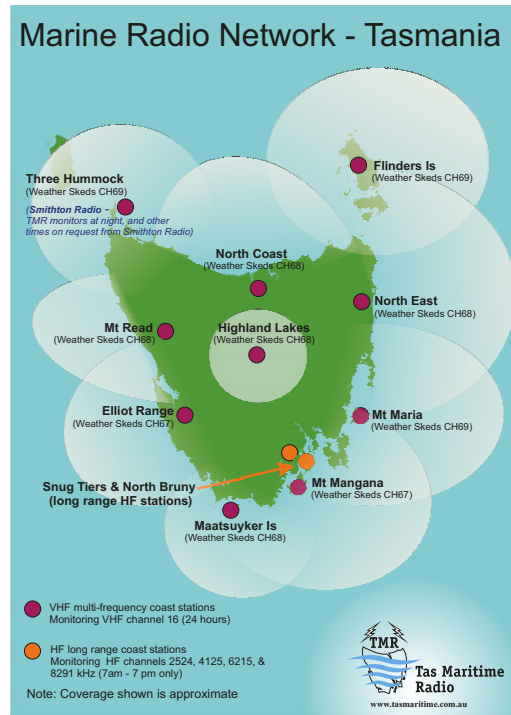 Marine Radio Network - Tasmania
Flinders Is
(Weather Skeds CH69)
Three Hummock
(Weather Skeds CH69)
(Smithton Radio -
TMR monitors at night, and other
times on request from Smithton Radio)
North Coast
(Weather Skeds CH68)
North East
(Weather Skeds CH68)
Mt Read
(Weather Skeds CH68)
Highland Lakes
(Weather Skeds CH68)
Elliot Range
(Weather Skeds CH67)
Mt Maria
(Weather Skeds CH69)
Snug Tiers & North Bruny
(long range HF stations)
Mt Mangana
(Weather Skeds CH67)
Maatsuyker Is
(Weather Skeds CH68)
VHF multi-frequency coast stations
Monitoring VHF channel 16 (24 hours)
HF long range coast stations
Monitoring HF channels 2524, 4125, 6215, &
8291 kHz (7am - 7 pm only)
Note: Coverage shown is approximate
TMR
Tas Maritime
Radio
www.tasmaritime.com.au